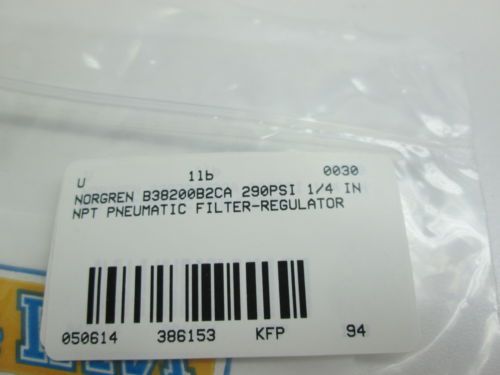 U 1lb 0030
NORGREN B38200B2CA 290PSI 1/4 IN
NPT PNEUMATIC FILTER-REGULATOR
050614 386153 KFP 94